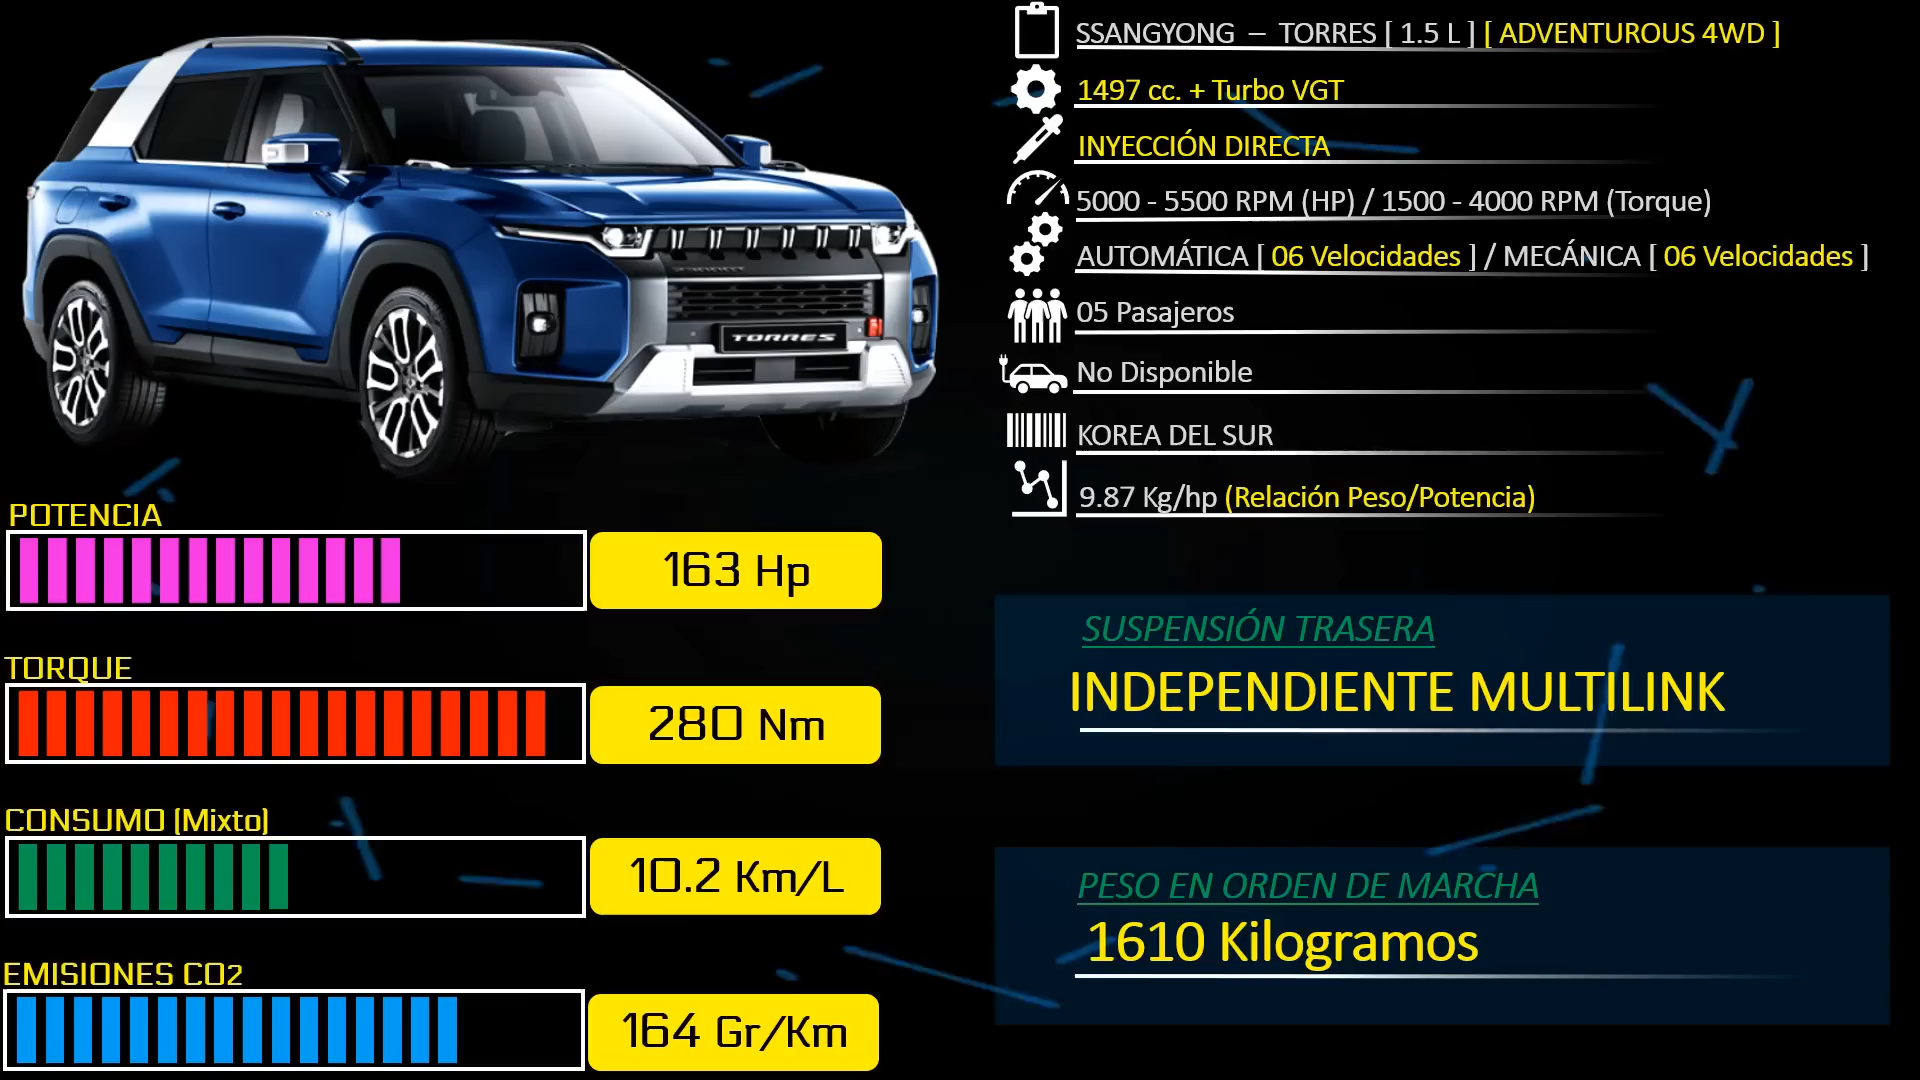 SSANGYONG – TORRES [ 1.5 L ] [ ADVENTUROUS 4WD ]
1497 cc. + Turbo VGT
INYECCIÓN DIRECTA
5000 - 5500 RPM (HP) / 1500 - 4000 RPM (Torque)
AUTOMÁTICA [ 06 Velocidades ] / MECÁNICA [ 06 Velocidades ]
05 Pasajeros
No Disponible
KOREA DEL SUR
9.87 Kg/hp (Relación Peso/Potencia)
TORRES
POTENCIA
163 Hp
TORQUE
280 Nm
CONSUMO (Mixto)
10.2 Km/L
EMISIONES CO2
164 Gr/Km
SUSPENSIÓN TRASERA
INDEPENDIENTE MULTILINK
PESO EN ORDEN DE MARCHA
1610 Kilogramos